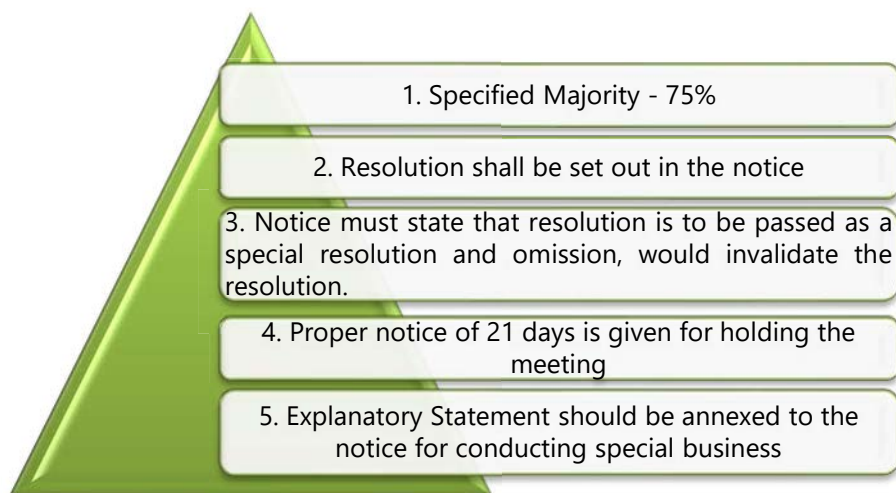 1. Specified Majority - 75%
2. Resolution shall be set out in the notice
3. Notice must state that resolution is to be passed as a
special resolution and omission, would invalidate the
resolution.
4. Proper notice of 21 days is given for holding the
meeting
5. Explanatory Statement should be annexed to the
notice for conducting special business